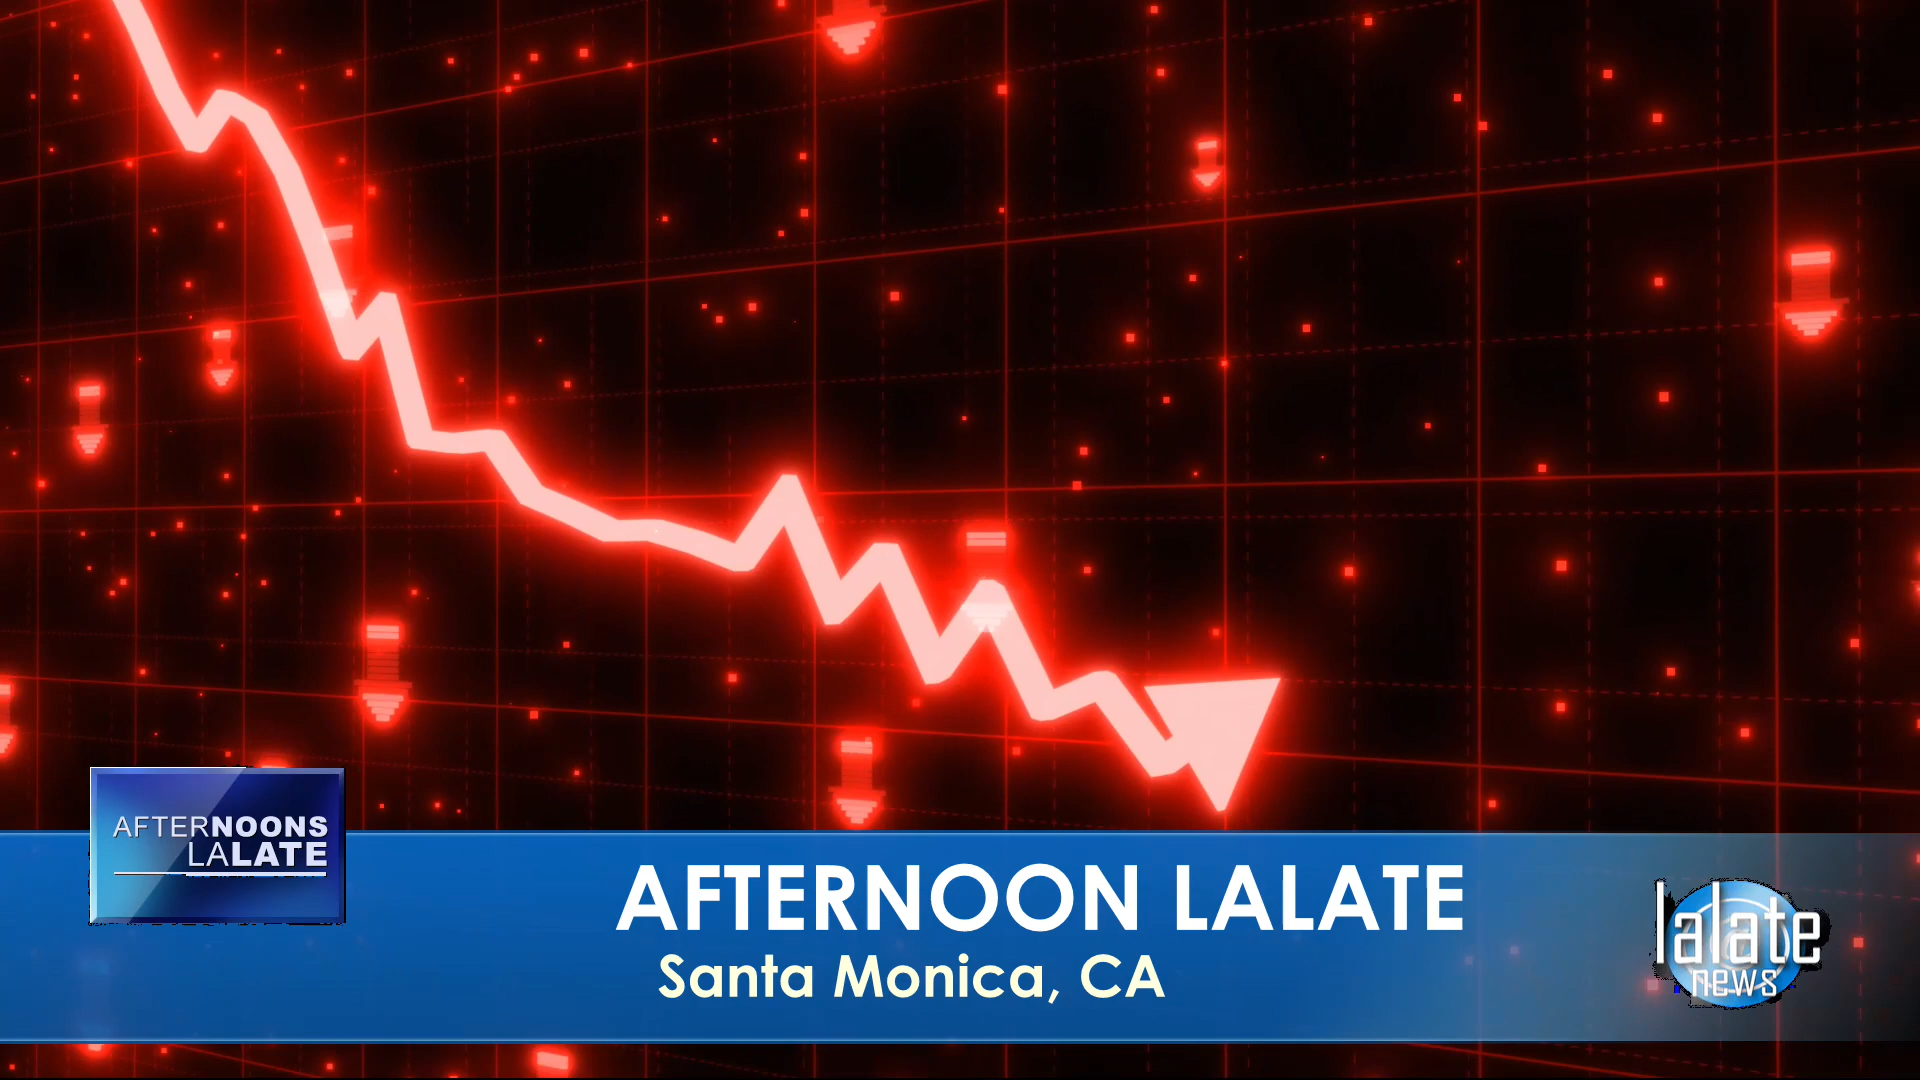 AFTERNOONS
LALATE
AFTERNOON LALATE
Santa Monica, CA
lalate
news